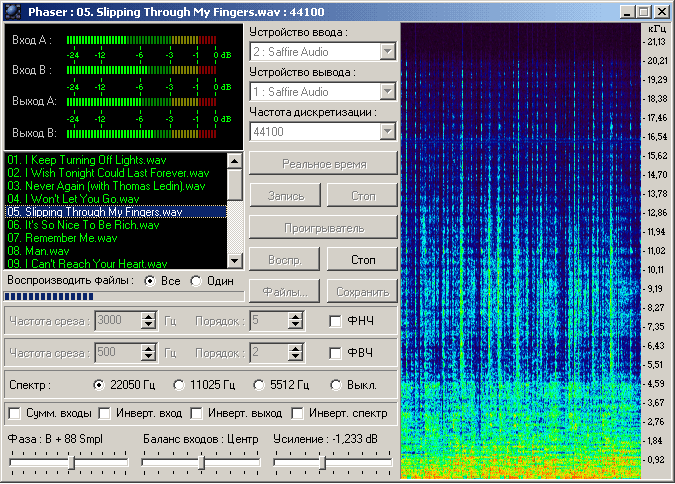 Phaser : 05. Slipping Through My Fingers.wav : 44100
Вход A :
-24 -12 -6 -1 0 dB
Вход B :
-24 -12 -6 -1 0 dB
Выход A:
-24 -12 -6 -1 0 dB
Выход B:
01. I Keep Turning Off Lights.wav
02. I Wish Tonight Could Last Forever.wav
03. Never Again (with Thomas Ledin).wav
04. I Won't Let You Go.wav
05. Slipping Through My Fingers.wav
06. It's So Nice To Be Rich.wav
07. Remember Me.wav
08. Man.wav
09. I Can't Reach Your Heart.wav
Воспроизводить файлы : Все Один
Устройство ввода :
2 : Saffire Audio
Устройство вывода :
1 : Saffire Audio
Частота дискретизации :
44100
Реальное время
Запись Стоп
Проигрыватель
Воспр. Стоп
Файлы... Сохранить
Частота среза : 3000 Гц Порядок : 5 ФНЧ
Частота среза : 500 Гц Порядок : 2 ФВЧ
Спектр : 22050 Гц 11025 Гц 5512 Гц Выкл.
Сумм. входы Инверт. вход Инверт. выход Инверт. спектр
Фаза : B + 88 Smpl Баланс входов : Центр Усиление : -1,233 dB
кГц
21,13
20,21
19,29
18,38
17,46
16,54
15,62
14,70
13,78
12,86
11,94
11,03
10,11
9,19
8,27
7,35
6,43
5,51
4,59
3,67
2,76
1,84
0,92